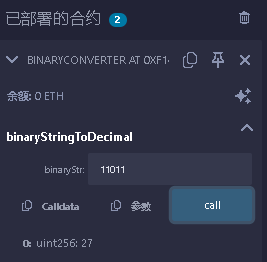 已部署的合约 2
BINARYCONVERTER AT 0XF1
余额: 0 ETH
binaryStringToDecimal
binaryStr: 11011
Calldata 参数 call
0: uint256: 27